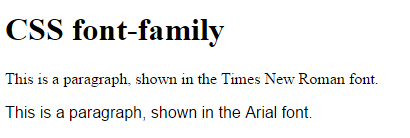 CSS font-family
This is a paragraph, shown in the Times New Roman font.
This is a paragraph, shown in the Arial font.